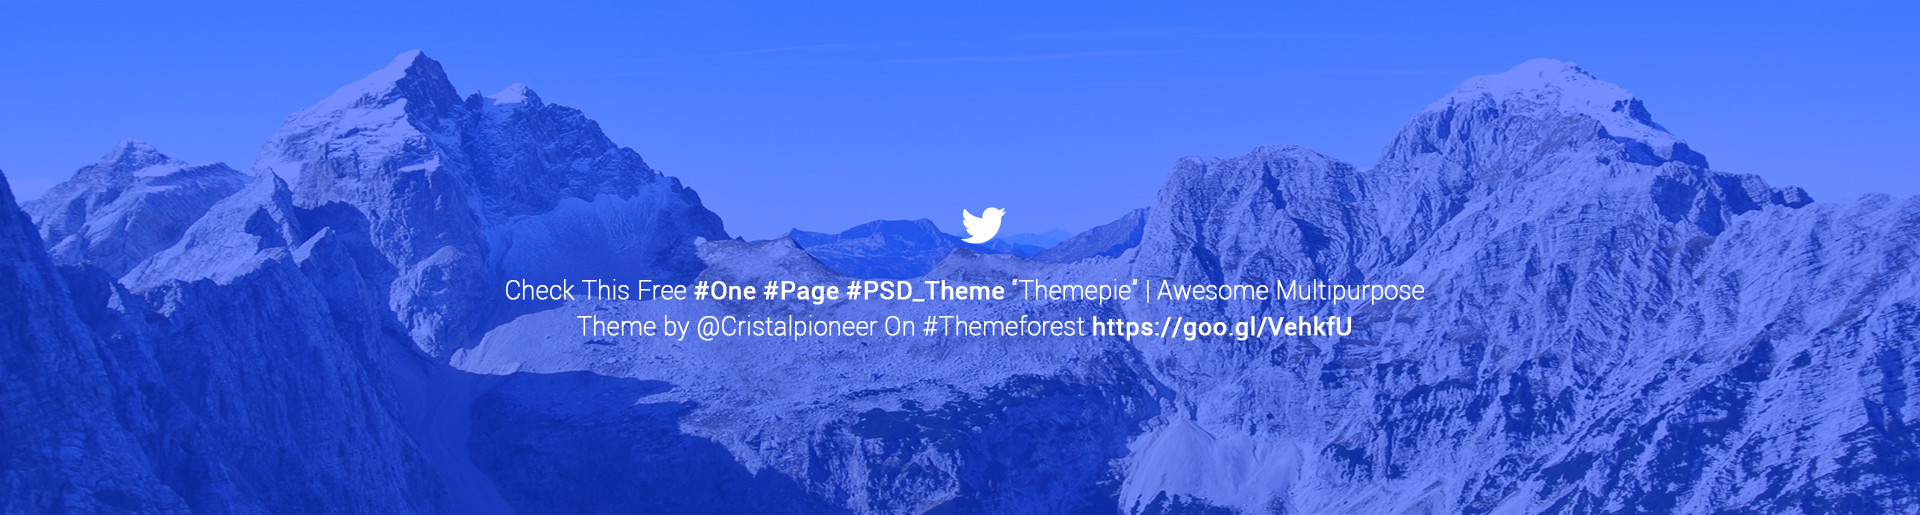 Check This Free #One #Page #PSD_Theme "Themepie" | Awesome Multipurpose
Theme by @Cristalpioneer On #Themeforest https://goo.gl/VehkfU